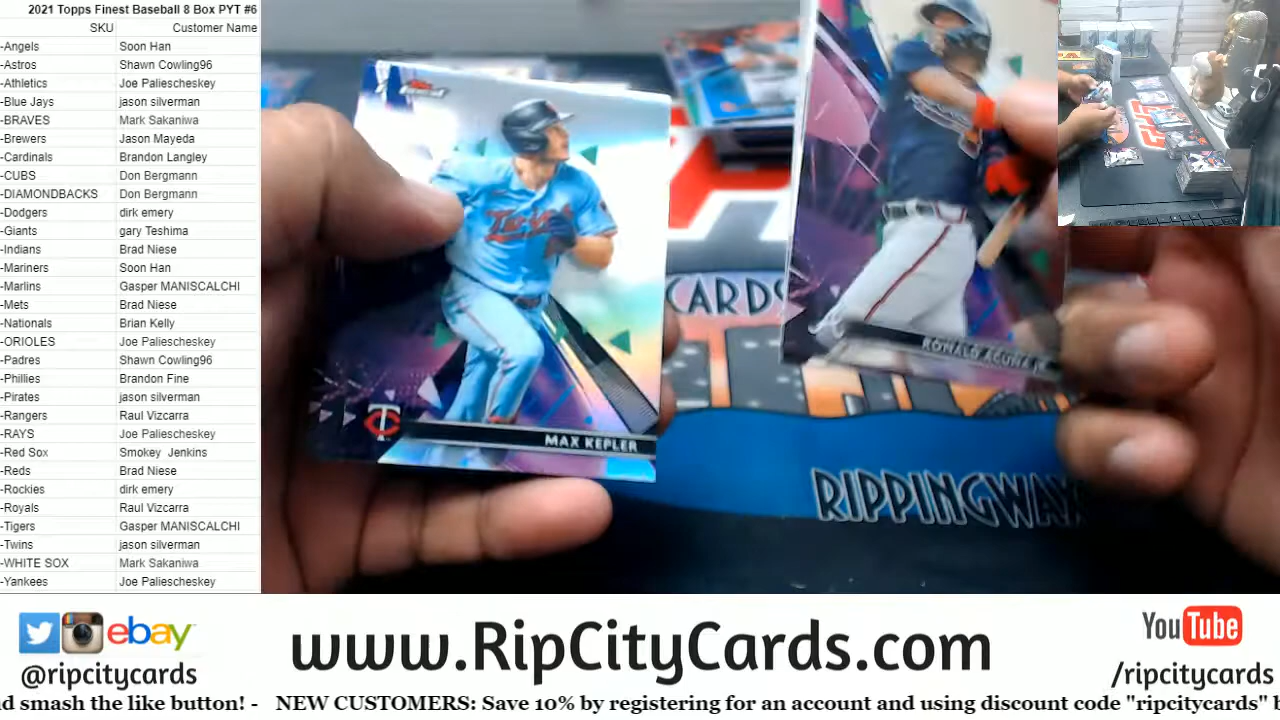 2021 Topps Finest Baseball 8 Box PYT #6
SKU Customer Name
-Angels Soon Han
-Astros Shawn Cowling96
-Athletics Joe Paliescheskey
-Blue Jays jason silverman
-BRAVES Mark Sakaniwa
-Brewers Jason Mayeda
-Cardinals Brandon Langley
-CUBS Don Bergmann
-DIAMONDBACKS Don Bergmann
-Dodgers dirk emery
-Giants gary Teshima
-Indians Brad Niese
-Mariners Soon Han
-Marlins Gasper MANISCALCHI
-Mets Brad Niese
-Nationals Brian Kelly
-ORIOLES Joe Paliescheskey
-Padres Shawn Cowling96
-Phillies Brandon Fine
-Pirates jason silverman
-Rangers Raul Vizcarra
-RAYS Joe Paliescheskey
-Red Sox Smokey Jenkins
-Reds Brad Niese
-Rockies dirk emery
-Royals Raul Vizcarra
-Tigers Gasper MANISCALCHI
-Twins jason silverman
-WHITE SOX Mark Sakaniwa
-Yankees Joe Paliescheskey
Twins
TC
MAX KEPLER
RONALD ACUÑA JR.
CARDS
RIPPINGWAX
ebay
@ripcitycards
www.RipCityCards.com
YouTube
/ripcitycards
d smash the like button! - NEW CUSTOMERS: Save 10% by registering for an account and using discount code "ripcitycards"